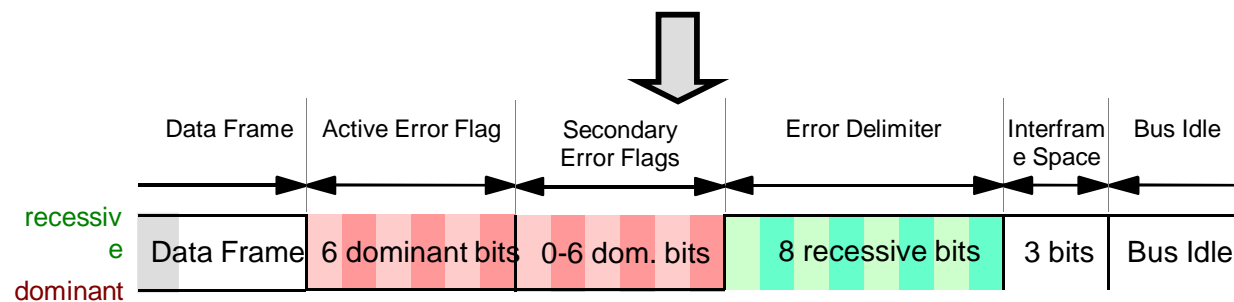 Data Frame Active Error Flag Secondary Error Delimiter Interfram Bus Idle
Error Flags e Space
recessiv
e
Data Frame 6 dominant bits 0-6 dom. bits 8 recessive bits 3 bits Bus Idle
dominant